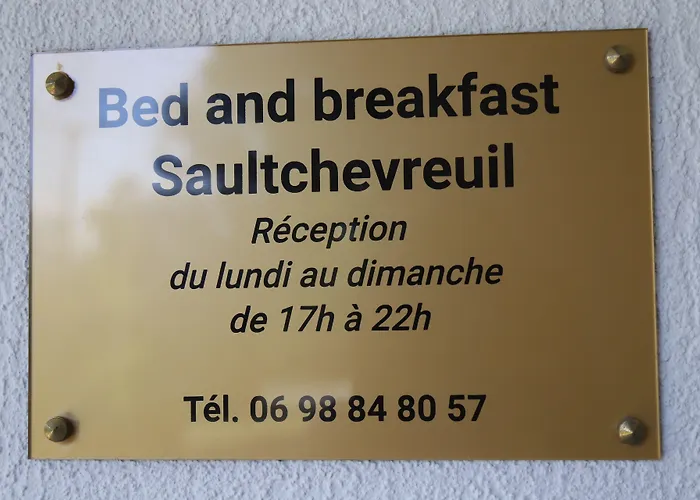 Bed and breakfast
Saultchevreuil
Réception
du lundi au dimanche
de 17h à 22h
Tél. 06 98 84 80 57